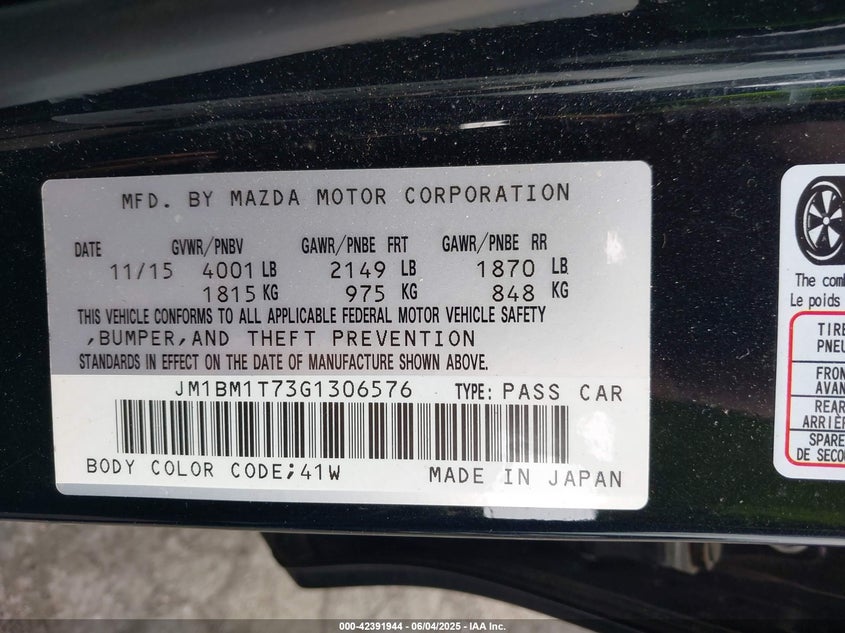 MFD. BY MAZDA MOTOR CORPORATION
DATE GVWR/PNBV GAWR/PNBE FRT GAWR/PNBE RR
11/15 4001 LB 2149 LB 1870 LB
1815 KG 975 KG 848 KG
THIS VEHICLE CONFORMS TO ALL APPLICABLE FEDERAL MOTOR VEHICLE SAFETY
,BUMPER,AND THEFT PREVENTION
STANDARDS IN EFFECT ON THE DATE OF MANUFACTURE SHOWN ABOVE.
JM1BM1T73G1306576 TYPE: PASS CAR
BODY COLOR CODE;41W MADE IN JAPAN
The
Le poids
TIRE
FRON
AVAN
REAR
ARRIÈR
SPARE
DE SECOU
000-42391944 - 06/04/2025 - IAA Inc.